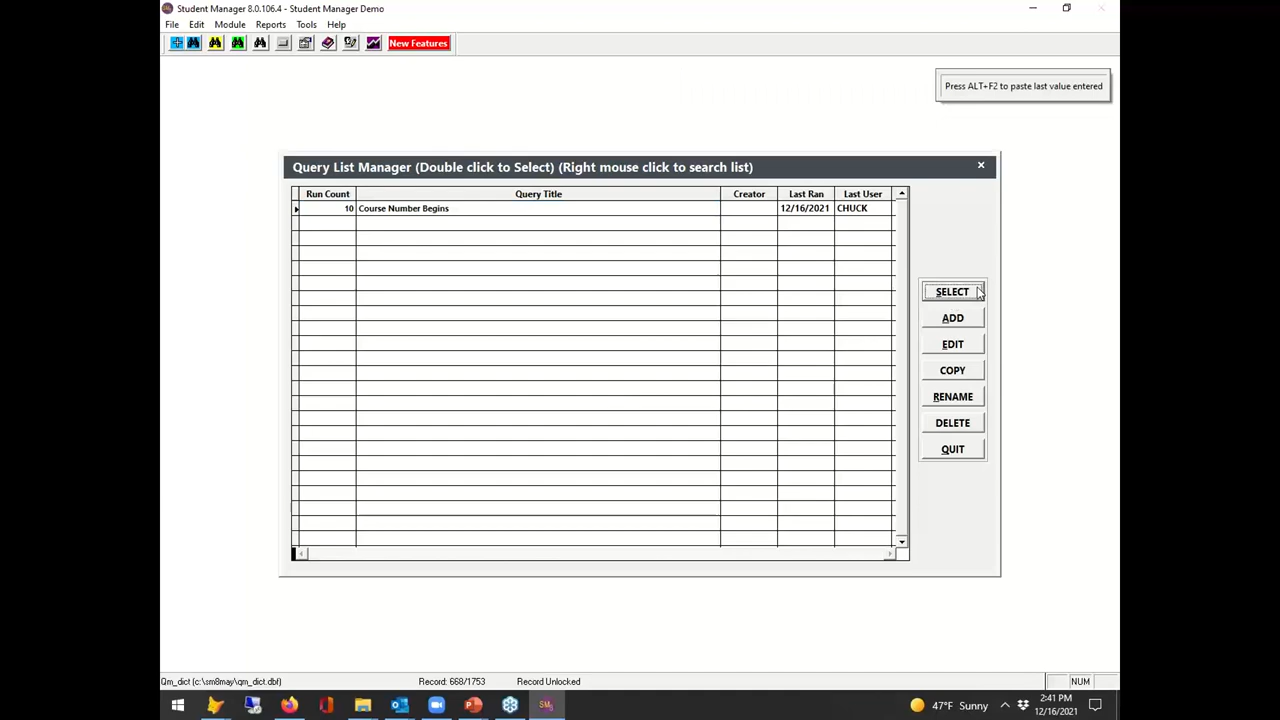 Student Manager 8.0.106.4 - Student Manager Demo
File Edit Module Reports Tools Help
New Features
Press ALT+F2 to paste last value entered
Query List Manager (Double click to Select) (Right mouse click to search list)
Run Count Query Title Creator Last Ran Last User
10 Course Number Begins 12/16/2021 CHUCK
SELECT
ADD
EDIT
COPY
RENAME
DELETE
QUIT
Qm_dict (c:\sm8may\qm_dict.dbf) Record: 668/1753 Record Unlocked NUM
47°F Sunny 2:41 PM
12/16/2021